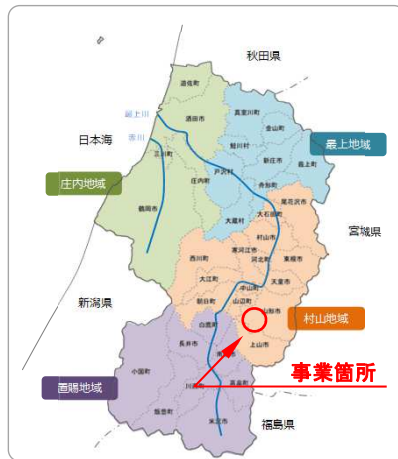 秋田県
遊佐町
最上川
酒田市
真室川町
金山町
赤川
日本海
鮭川村
最上地域
三川町
新庄市
最上町
庄内町
戸沢村
庄内地域
舟形町
鶴岡市
大蔵村
尾花沢市
大石田町
宮城県
村山市
西川町
寒河江市
河北町
東根市
大江町
天童市
新潟県
中山町
朝日町
山辺町
山形市
村山地域
白鷹町
上山市
長井市
事業箇所
置賜地域
小国町
川西町
高畠町
飯豊町
米沢市
福島県